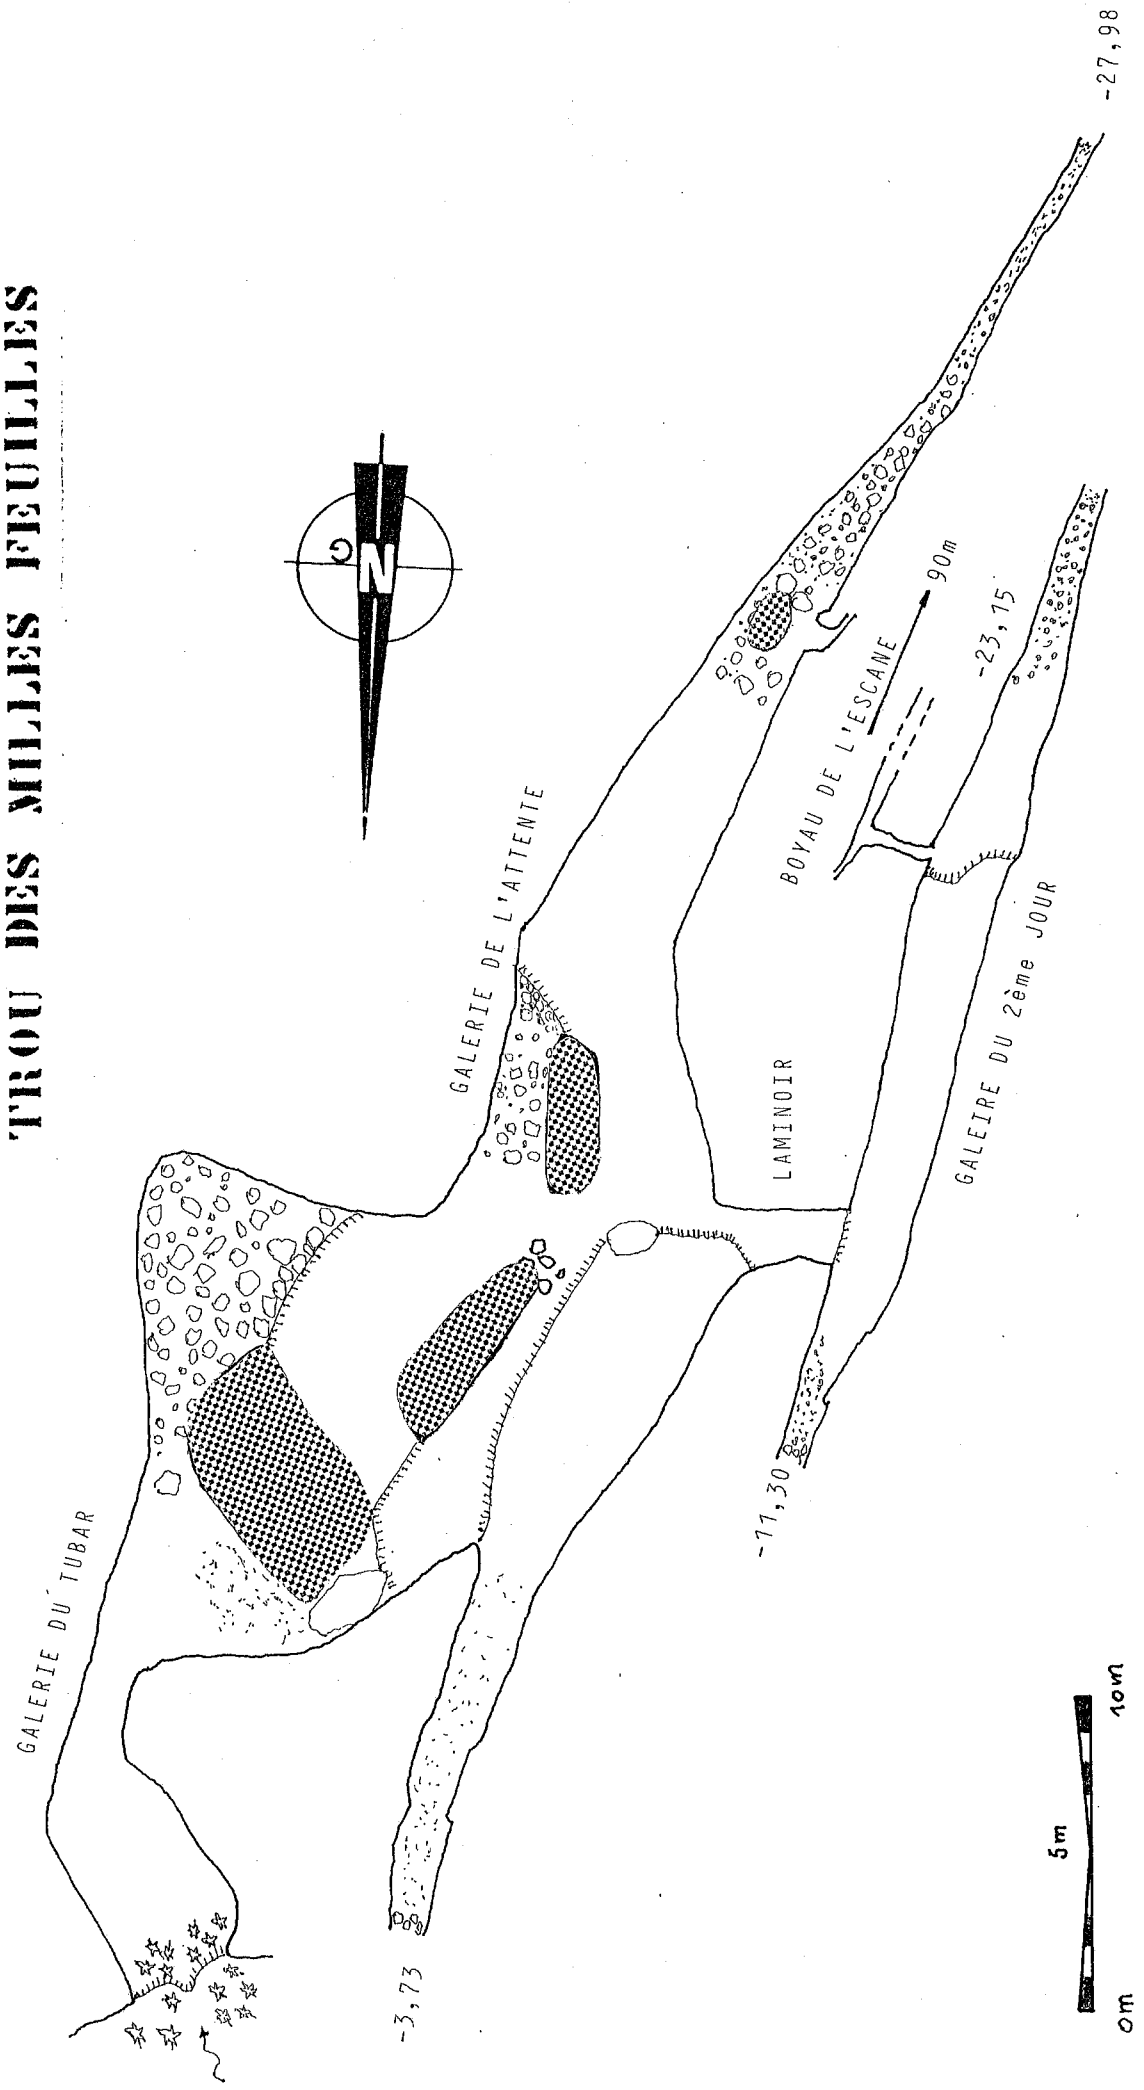 TROU DES MILLES FEUILLES
GALERIE DU TUBAR
GALERIE DE L'ATTENTE
N
G
LAMINOIR
BOYAU DE L'ESCANE
90m
GALEIRE DU 2ème JOUR
-3,73
-11,30
-23,15
-27,98
0m
5m
10m